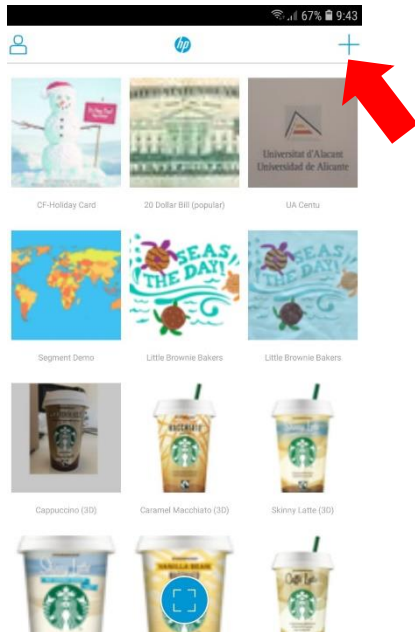 67% 9:43
hp
CF-Holiday Card
20 Dollar Bill (popular)
UA Centu
Universitat d'Alacant
Universidad de Alicante
Segment Demo
Little Brownie Bakers
Little Brownie Bakers
SEAS
THE DAY!
SEAS
THE DAY!
Cappuccino (3D)
Caramel Macchiato (3D)
Skinny Latte (3D)
MACCHIATO
VANILLA BEAN